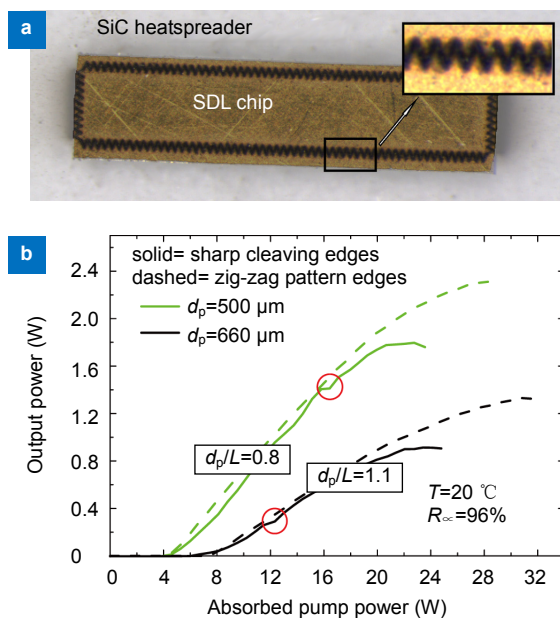 a
SiC heatspreader
SDL chip
b
solid= sharp cleaving edges
dashed= zig-zag pattern edges
dp=500 μm
dp=660 μm
dp/L=0.8
dp/L=1.1
T=20 ℃
R∝=96%
Output power (W)
2.4
2.0
1.6
1.2
0.8
0.4
0
0 4 8 12 16 20 24 28 32
Absorbed pump power (W)